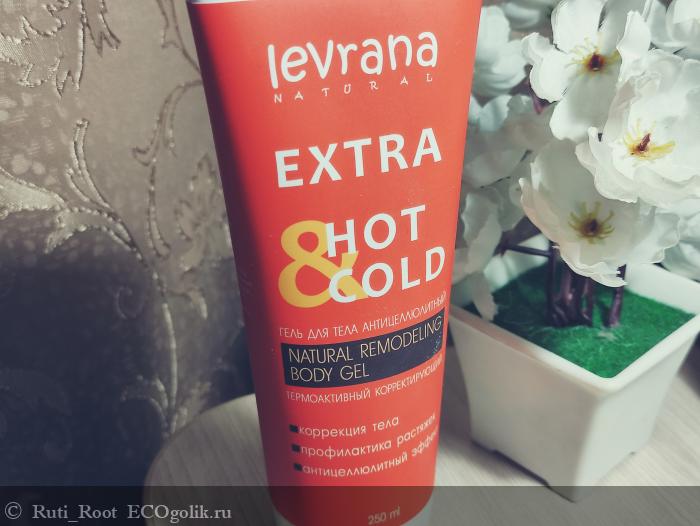 levrana
NATURAL
EXTRA
& HOT
COLD
ГЕЛЬ ДЛЯ ТЕЛА АНТИЦЕЛЛЮЛИТНЫЙ
NATURAL REMODELING
BODY GEL
ТЕРМОАКТИВНЫЙ КОРРЕКТИРУЮЩИЙ
коррекция тела
профилактика растяжек
антицеллюлитный эффект
250 ml
© Ruti_Root ECOgolik.ru